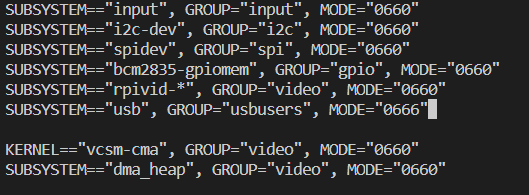 SUBSYSTEM=="input", GROUP="input", MODE="0660"
SUBSYSTEM=="i2c-dev", GROUP="i2c", MODE="0660"
SUBSYSTEM=="spidev", GROUP="spi", MODE="0660"
SUBSYSTEM=="bcm2835-gpiomem", GROUP="gpio", MODE="0660"
SUBSYSTEM=="rpivid-*", GROUP="video", MODE="0660"
SUBSYSTEM=="usb", GROUP="usbusers", MODE="0666"
KERNEL=="vcsm-cma", GROUP="video", MODE="0660"
SUBSYSTEM=="dma_heap", GROUP="video", MODE="0660"